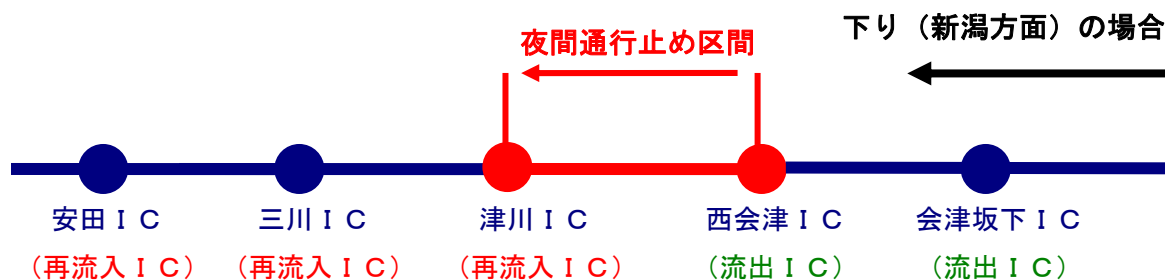 下り（新潟方面）の場合
夜間通行止め区間
安田ＩＣ 三川ＩＣ 津川ＩＣ 西会津ＩＣ 会津坂下ＩＣ
（再流入ＩＣ） （再流入ＩＣ） （再流入ＩＣ） （流出ＩＣ） （流出ＩＣ）